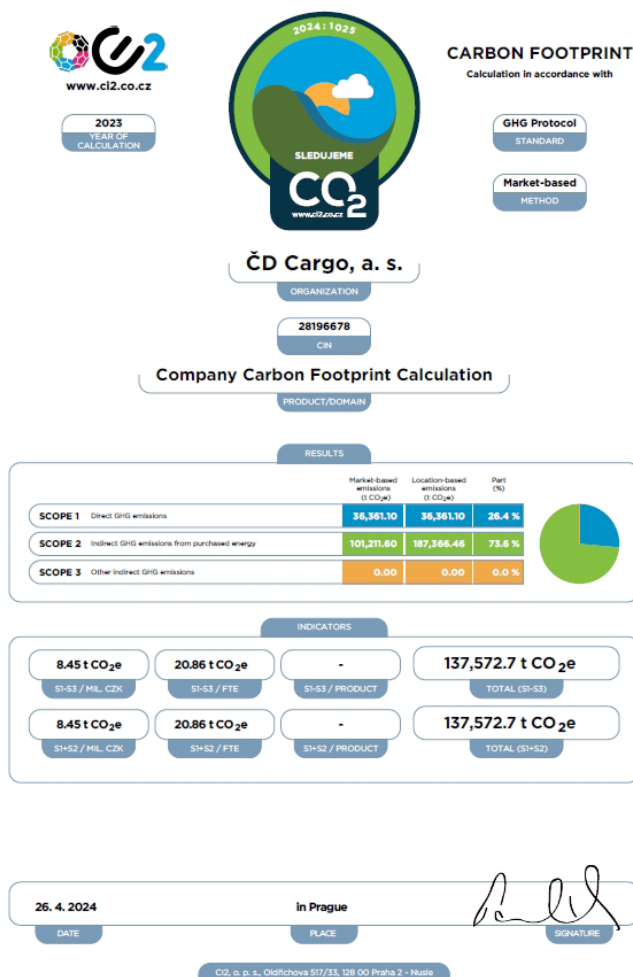 CI2
www.ci2.co.cz
2023
YEAR OF
CALCULATION
2024:1025
SLEDUJEME
CO2
www.ci2.co.cz
CARBON FOOTPRINT
Calculation in accordance with
GHG Protocol
STANDARD
Market-based
METHOD
ČD Cargo, a. s.
ORGANIZATION
28196678
CIN
Company Carbon Footprint Calculation
PRODUCT/DOMAIN
RESULTS
Market-based emissions (t CO₂e) Location-based emissions (t CO₂e) Part (%)
SCOPE 1 Direct GHG emissions 36,361.10 36,361.10 26.4 %
SCOPE 2 Indirect GHG emissions from purchased energy 101,211.60 187,366.46 73.6 %
SCOPE 3 Other indirect GHG emissions 0.00 0.00 0.0 %
INDICATORS
8.45 t CO₂e 20.86 t CO₂e - 137,572.7 t CO₂e
S1-S3 / MIL. CZK S1-S3 / FTE S1-S3 / PRODUCT TOTAL (S1-S3)
8.45 t CO₂e 20.86 t CO₂e - 137,572.7 t CO₂e
S1+S2 / MIL. CZK S1+S2 / FTE S1+S2 / PRODUCT TOTAL (S1+S2)
26. 4. 2024 in Prague
DATE PLACE SIGNATURE
CI2, o. p. s., Oldřichova 517/33, 128 00 Praha 2 - Nusle